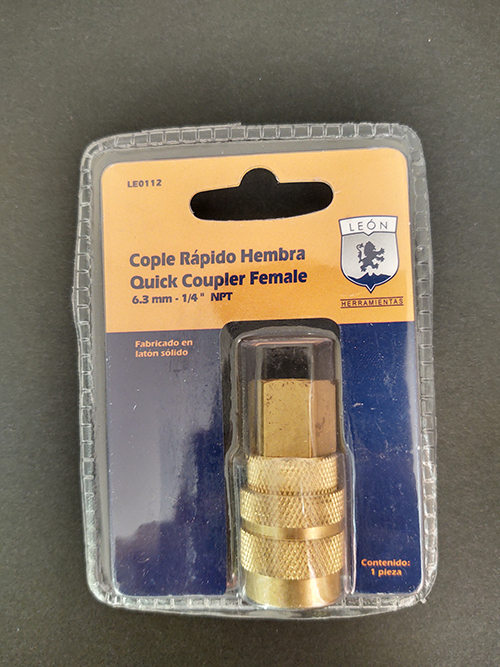 LE0112
Cople Rápido Hembra
Quick Coupler Female
6.3 mm - 1/4" NPT
LEÓN
HERRAMIENTAS
Fabricado en
latón sólido
Contenido:
1 pieza